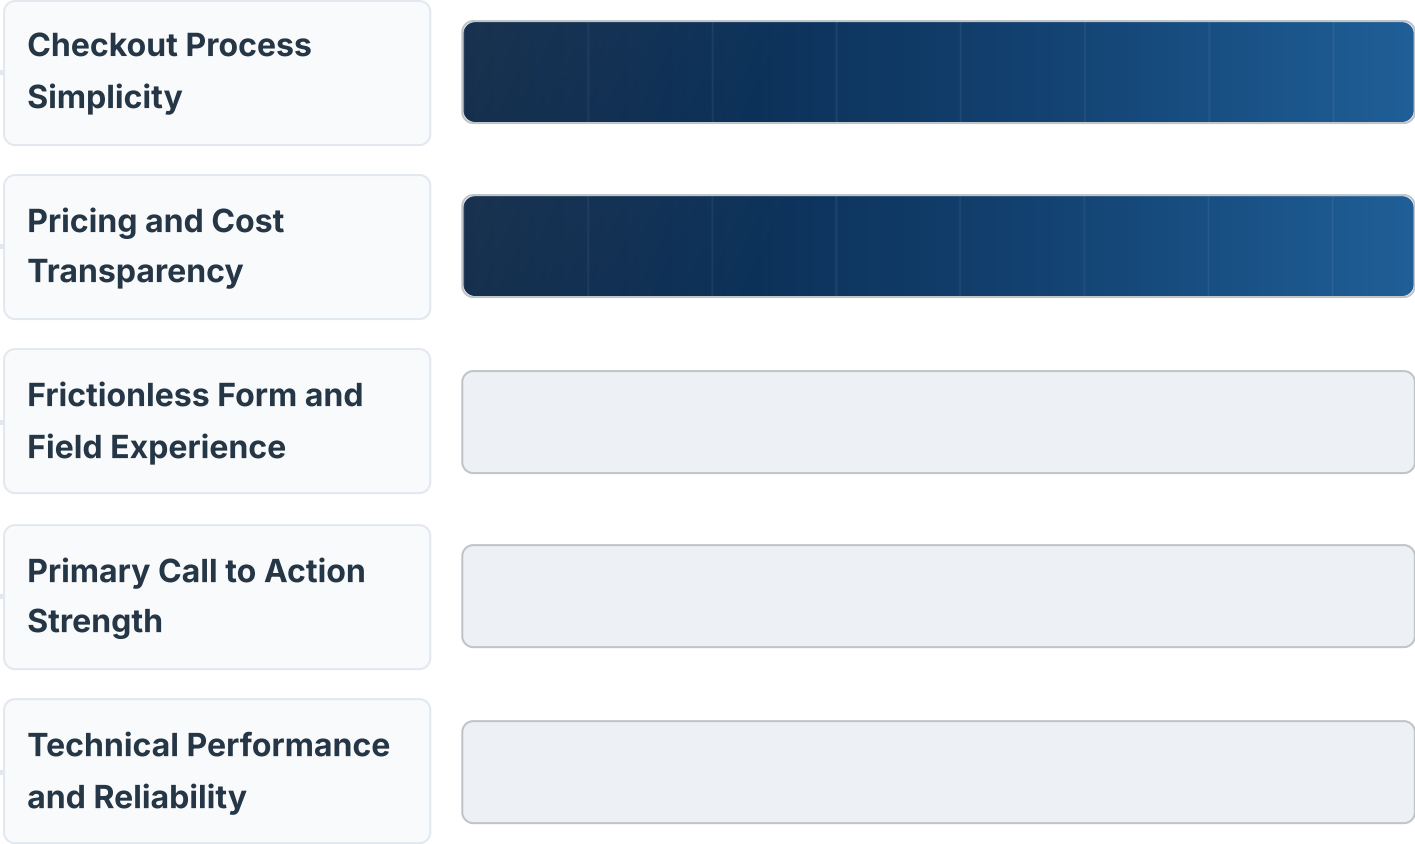 Checkout Process
Simplicity
Pricing and Cost
Transparency
Frictionless Form and
Field Experience
Primary Call to Action
Strength
Technical Performance
and Reliability